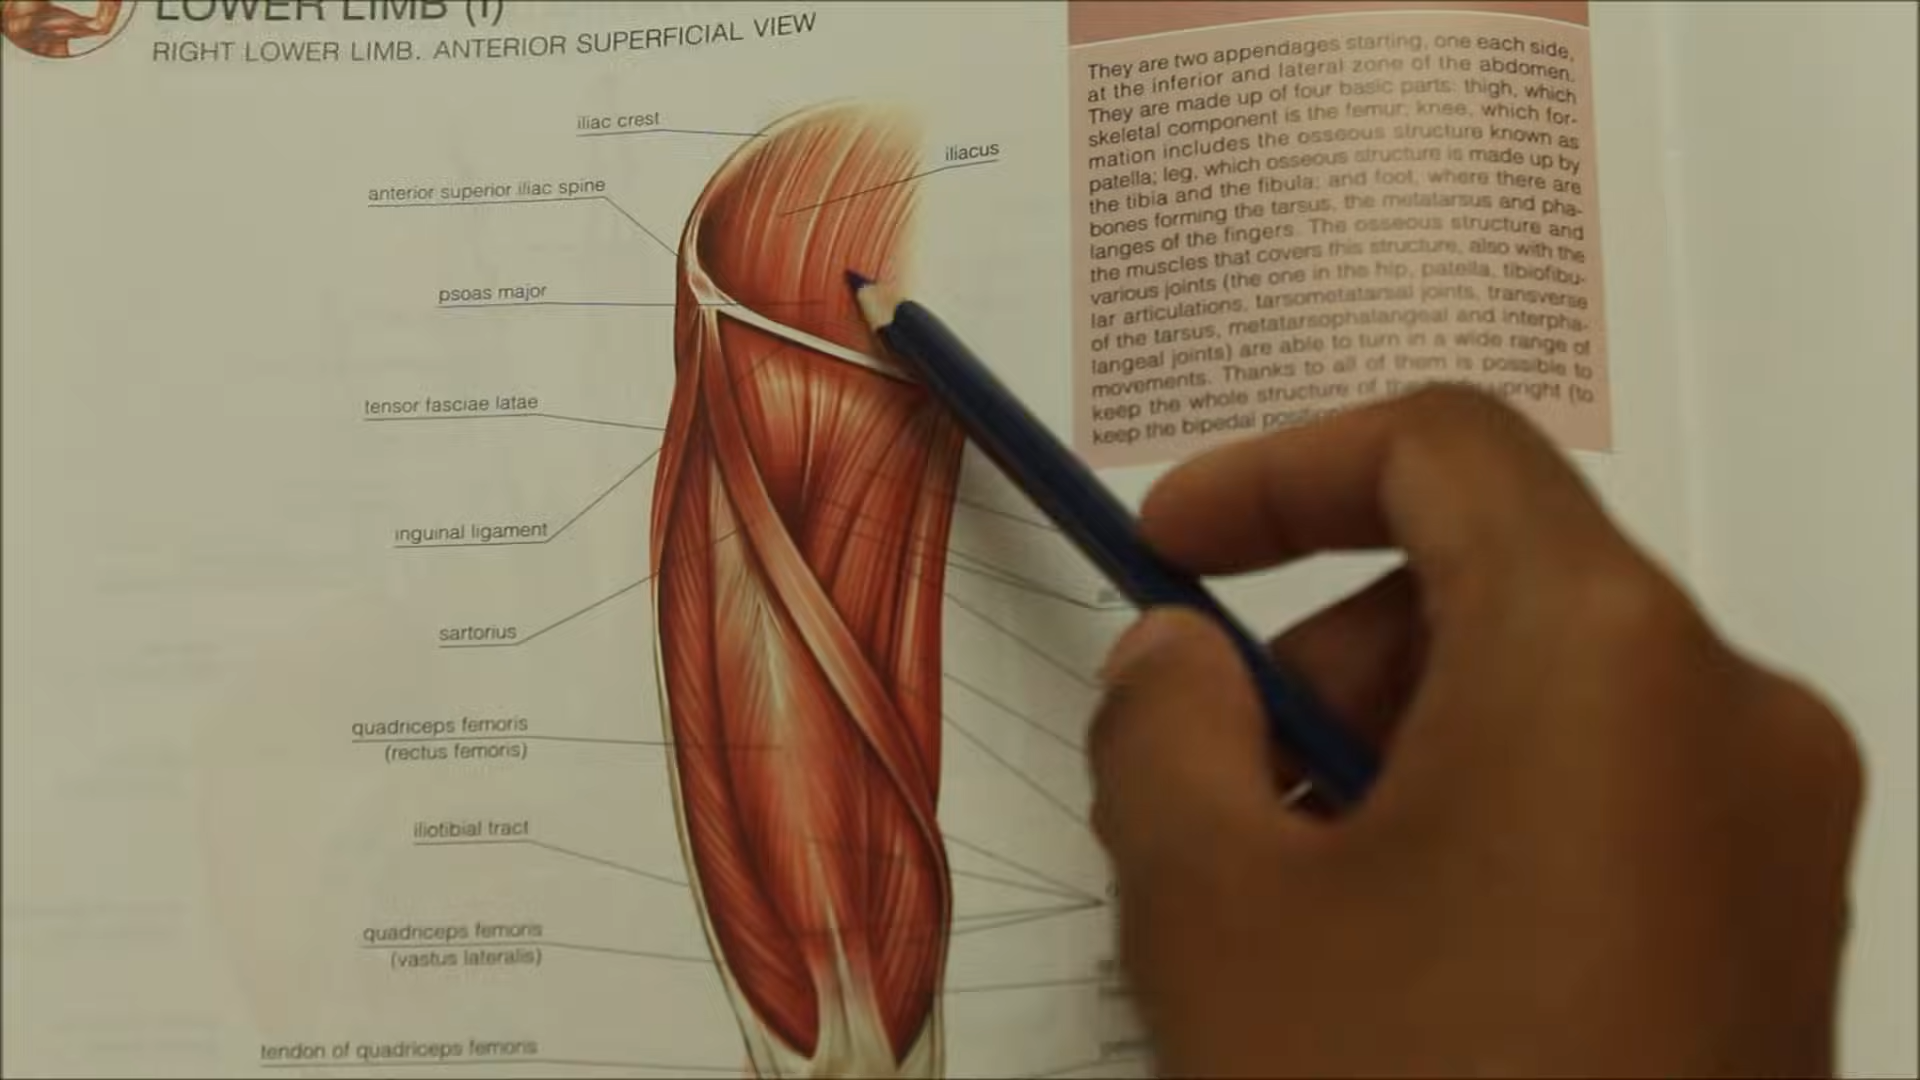 LOWER LIMB (I)
RIGHT LOWER LIMB. ANTERIOR SUPERFICIAL VIEW
iliac crest
iliacus
anterior superior iliac spine
psoas major
tensor fasciae latae
inguinal ligament
sartorius
quadriceps femoris
(rectus femoris)
iliotibial tract
quadriceps femoris
(vastus lateralis)
tendon of quadriceps femoris
They are two appendages starting, one each side,
at the inferior and lateral zone of the abdomen.
They are made up of four basic parts: thigh, which
skeletal component is the femur; knee, which for-
mation includes the osseous structure known as
patella; leg, which osseous structure is made up by
the tibia and the fibula; and foot, where there are
bones forming the tarsus, the metatarsus and pha-
langes of the fingers. The osseous structure and
the muscles that covers this structure, also with the
various joints (the one in the hip, patella, tibiofibu-
lar articulations, tarsometatarsal joints, transverse
of the tarsus, metatarsophalangeal and interpha-
langeal joints) are able to turn in a wide range of
movements. Thanks to all of them is possible to
keep the whole structure of upright (to
keep the bipedal